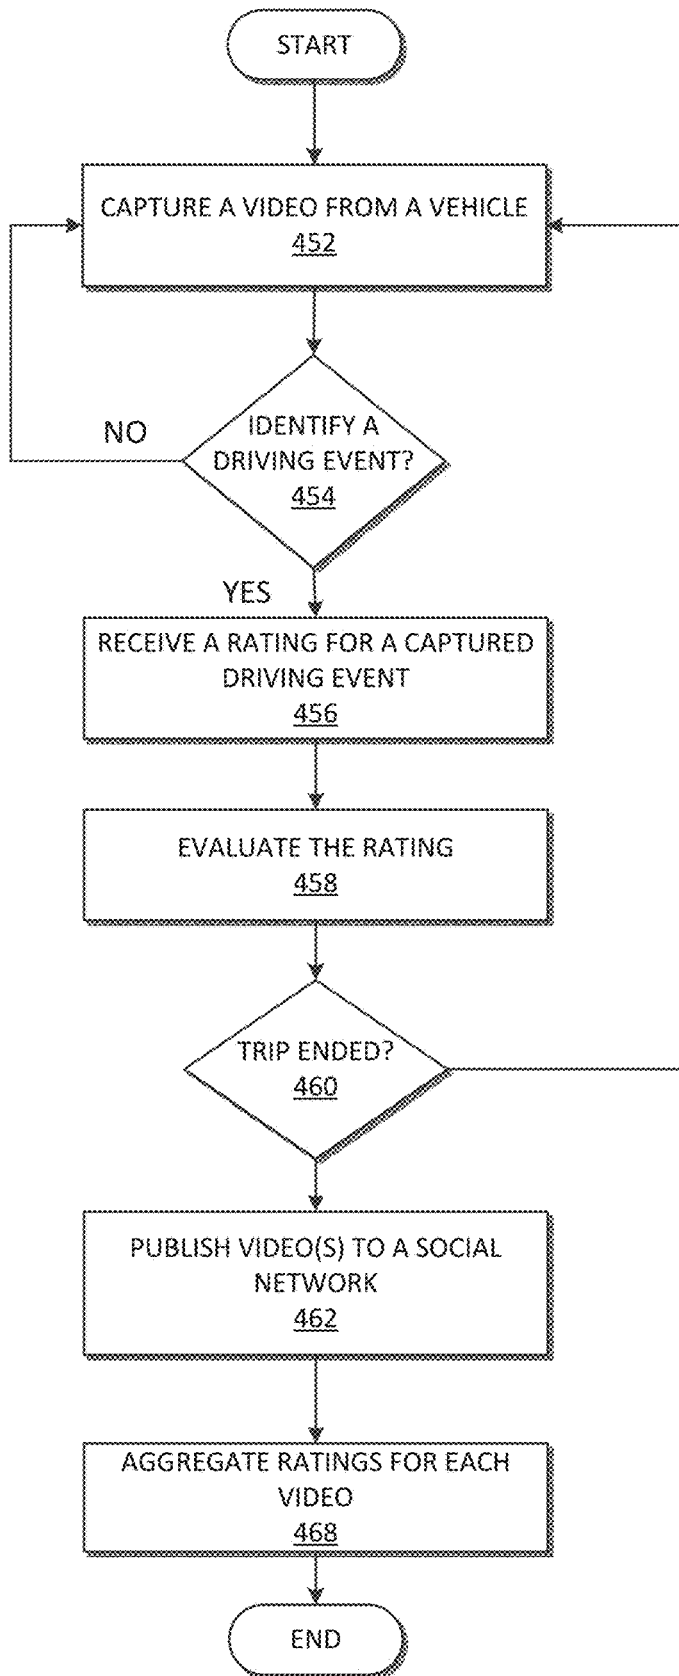 START
CAPTURE A VIDEO FROM A VEHICLE
452
IDENTIFY A
DRIVING EVENT?
454
NO
YES
RECEIVE A RATING FOR A CAPTURED
DRIVING EVENT
456
EVALUATE THE RATING
458
TRIP ENDED?
460
PUBLISH VIDEO(S) TO A SOCIAL
NETWORK
462
AGGREGATE RATINGS FOR EACH
VIDEO
468
END